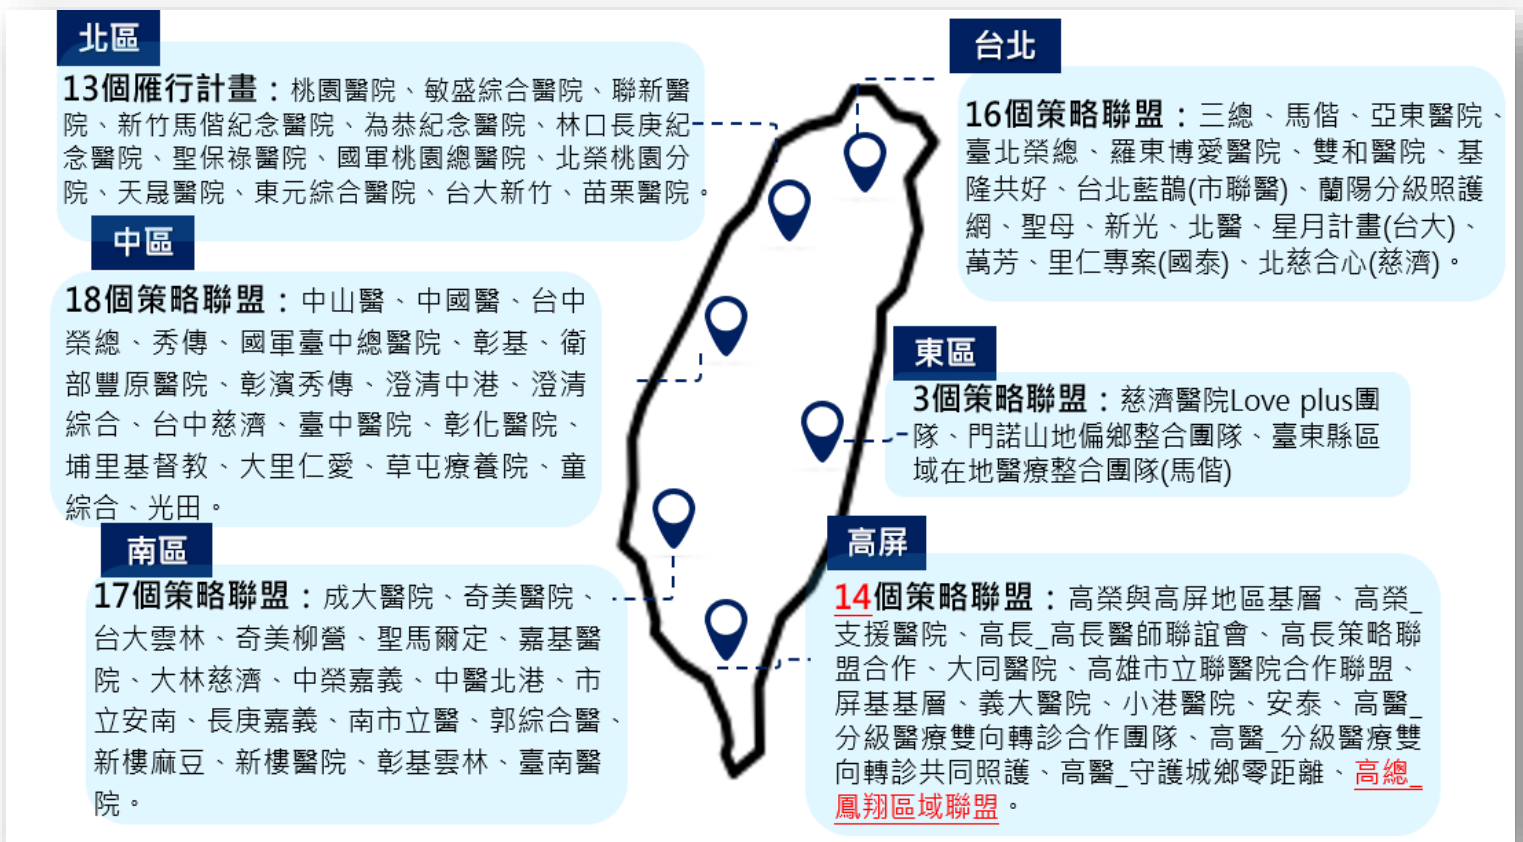 北區
13個雁行計畫：桃園醫院、敏盛綜合醫院、聯新醫
院、新竹馬偕紀念醫院、為恭紀念醫院、林口長庚紀
念醫院、聖保祿醫院、國軍桃園總醫院、北榮桃園分
院、天晟醫院、東元綜合醫院、台大新竹、苗栗醫院。
台北
16個策略聯盟：三總、馬偕、亞東醫院、
臺北榮總、羅東博愛醫院、雙和醫院、基
隆共好、台北藍鵲(市聯醫)、蘭陽分級照護
網、聖母、新光、北醫、星月計畫(台大)、
萬芳、里仁專案(國泰)、北慈合心(慈濟)。
中區
18個策略聯盟：中山醫、中國醫、台中
榮總、秀傳、國軍臺中總醫院、彰基、衛
部豐原醫院、彰濱秀傳、澄清中港、澄清
綜合、台中慈濟、臺中醫院、彰化醫院、
埔里基督教、大里仁愛、草屯療養院、童
綜合、光田。
東區
3個策略聯盟：慈濟醫院Love plus團
隊、門諾山地偏鄉整合團隊、臺東縣區
域在地醫療整合團隊(馬偕)
南區
17個策略聯盟：成大醫院、奇美醫院、
台大雲林、奇美柳營、聖馬爾定、嘉基醫
院、大林慈濟、中榮嘉義、中醫北港、市
立安南、長庚嘉義、南市立醫、郭綜合醫、
新樓麻豆、新樓醫院、彰基雲林、臺南醫
院。
高屏
14個策略聯盟：高榮與高屏地區基層、高榮_
支援醫院、高長_高長醫師聯誼會、高長策略聯
盟合作、大同醫院、高雄市立聯醫院合作聯盟、
屏基基層、義大醫院、小港醫院、安泰、高醫_
分級醫療雙向轉診合作團隊、高醫_分級醫療雙
向轉診共同照護、高醫_守護城鄉零距離、高總_
鳳翔區域聯盟。